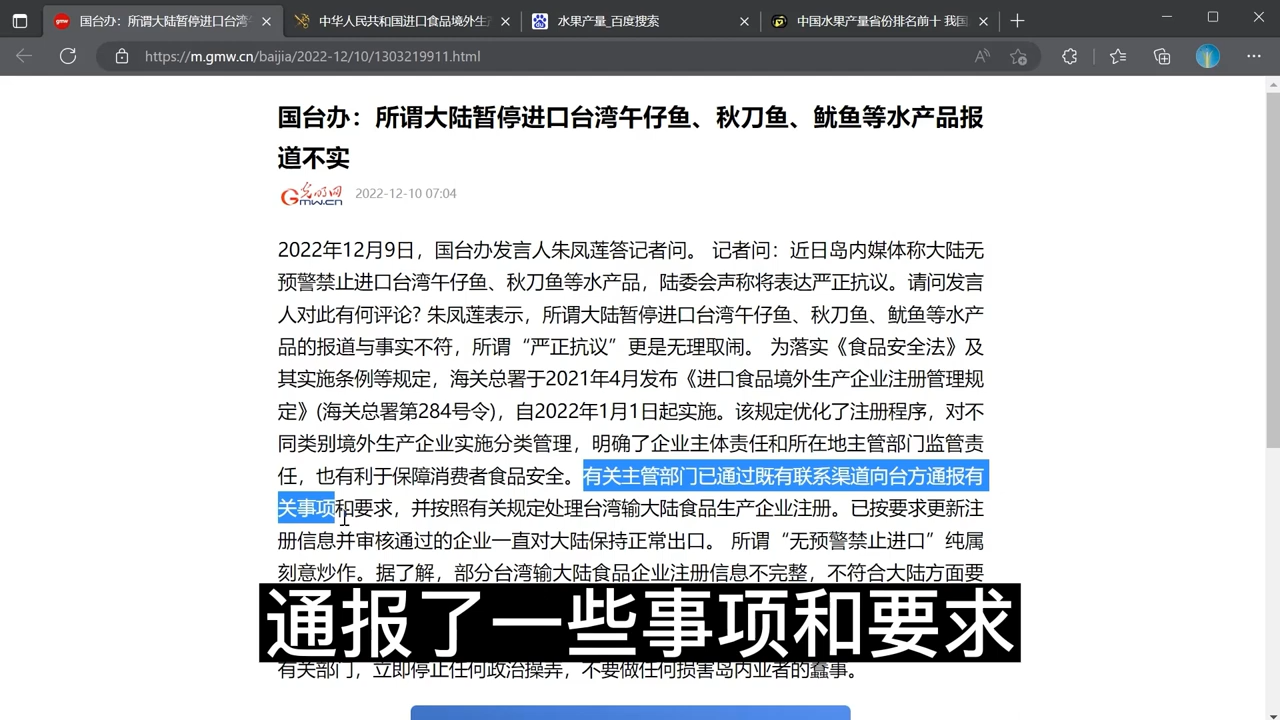 国台办：所谓大陆暂停进口台湾
中华人民共和国进口食品境外生产
水果产量_百度搜索
中国水果产量省份排名前十 我国
https://m.gmw.cn/baijia/2022-12/10/1303219911.html
国台办：所谓大陆暂停进口台湾午仔鱼、秋刀鱼、鱿鱼等水产品报
道不实
光明网
GMW.CN
2022-12-10 07:04
2022年12月9日，国台办发言人朱凤莲答记者问。 记者问：近日岛内媒体称大陆无
预警禁止进口台湾午仔鱼、秋刀鱼等水产品，陆委会声称将表达严正抗议。请问发言
人对此有何评论? 朱凤莲表示，所谓大陆暂停进口台湾午仔鱼、秋刀鱼、鱿鱼等水产
品的报道与事实不符，所谓“严正抗议”更是无理取闹。 为落实《食品安全法》及
其实施条例等规定，海关总署于2021年4月发布《进口食品境外生产企业注册管理规
定》(海关总署第284号令)，自2022年1月1日起实施。该规定优化了注册程序，对不
同类别境外生产企业实施分类管理，明确了企业主体责任和所在地主管部门监管责
任，也有利于保障消费者食品安全。有关主管部门已通过既有联系渠道向台方通报有
关事项和要求，并按照有关规定处理台湾输大陆食品生产企业注册。已按要求更新注
册信息并审核通过的企业一直对大陆保持正常出口。 所谓“无预警禁止进口”纯属
刻意炒作。据了解，部分台湾输大陆食品企业注册信息不完整，不符合大陆方面要
通报了一些事项和要求
有关部门，立即停止任何政治操弄，不要做任何损害岛内业者的蠢事。